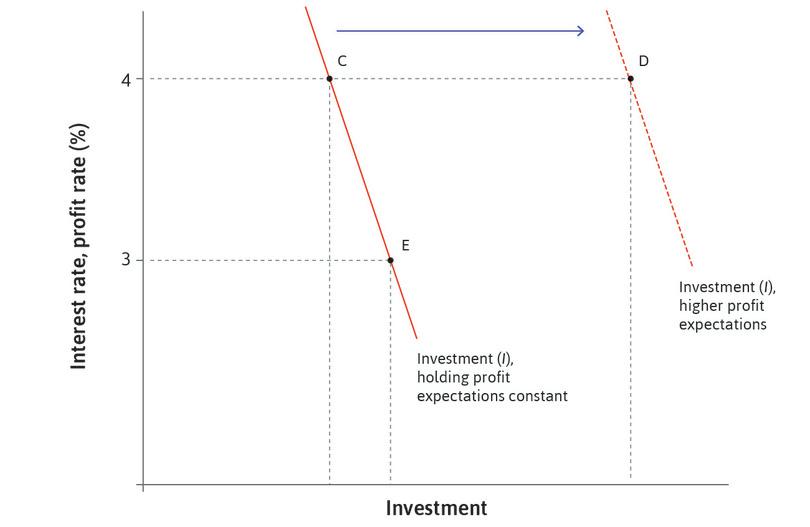 C
D
4
E
3
Interest rate, profit rate (%)
Investment (I),
higher profit
expectations
Investment (I),
holding profit
expectations constant
Investment